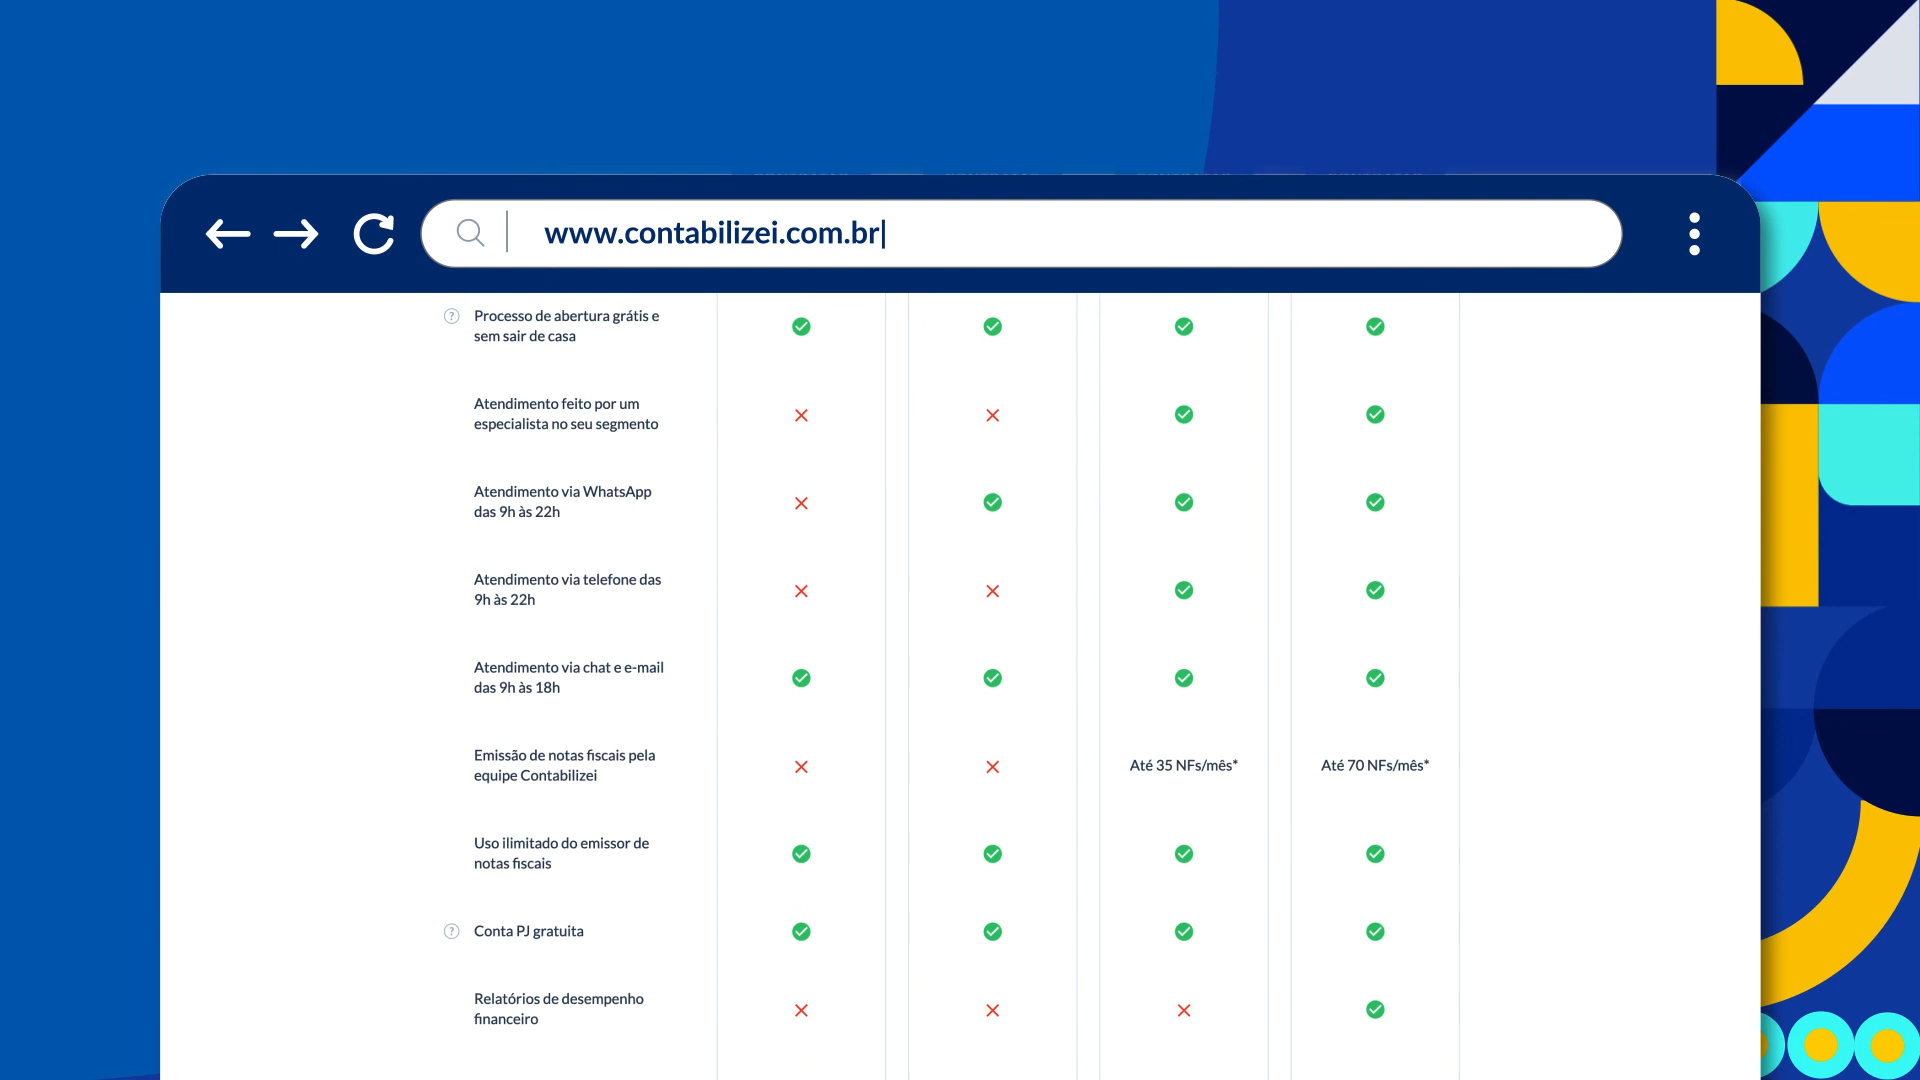 www.contabilizei.com.br|
Processo de abertura grátis e
sem sair de casa
Atendimento feito por um
especialista no seu segmento
Atendimento via WhatsApp
das 9h às 22h
Atendimento via telefone das
9h às 22h
Atendimento via chat e e-mail
das 9h às 18h
Emissão de notas fiscais pela
equipe Contabilizei
Até 35 NFs/mês*
Até 70 NFs/mês*
Uso ilimitado do emissor de
notas fiscais
Conta PJ gratuita
Relatórios de desempenho
financeiro